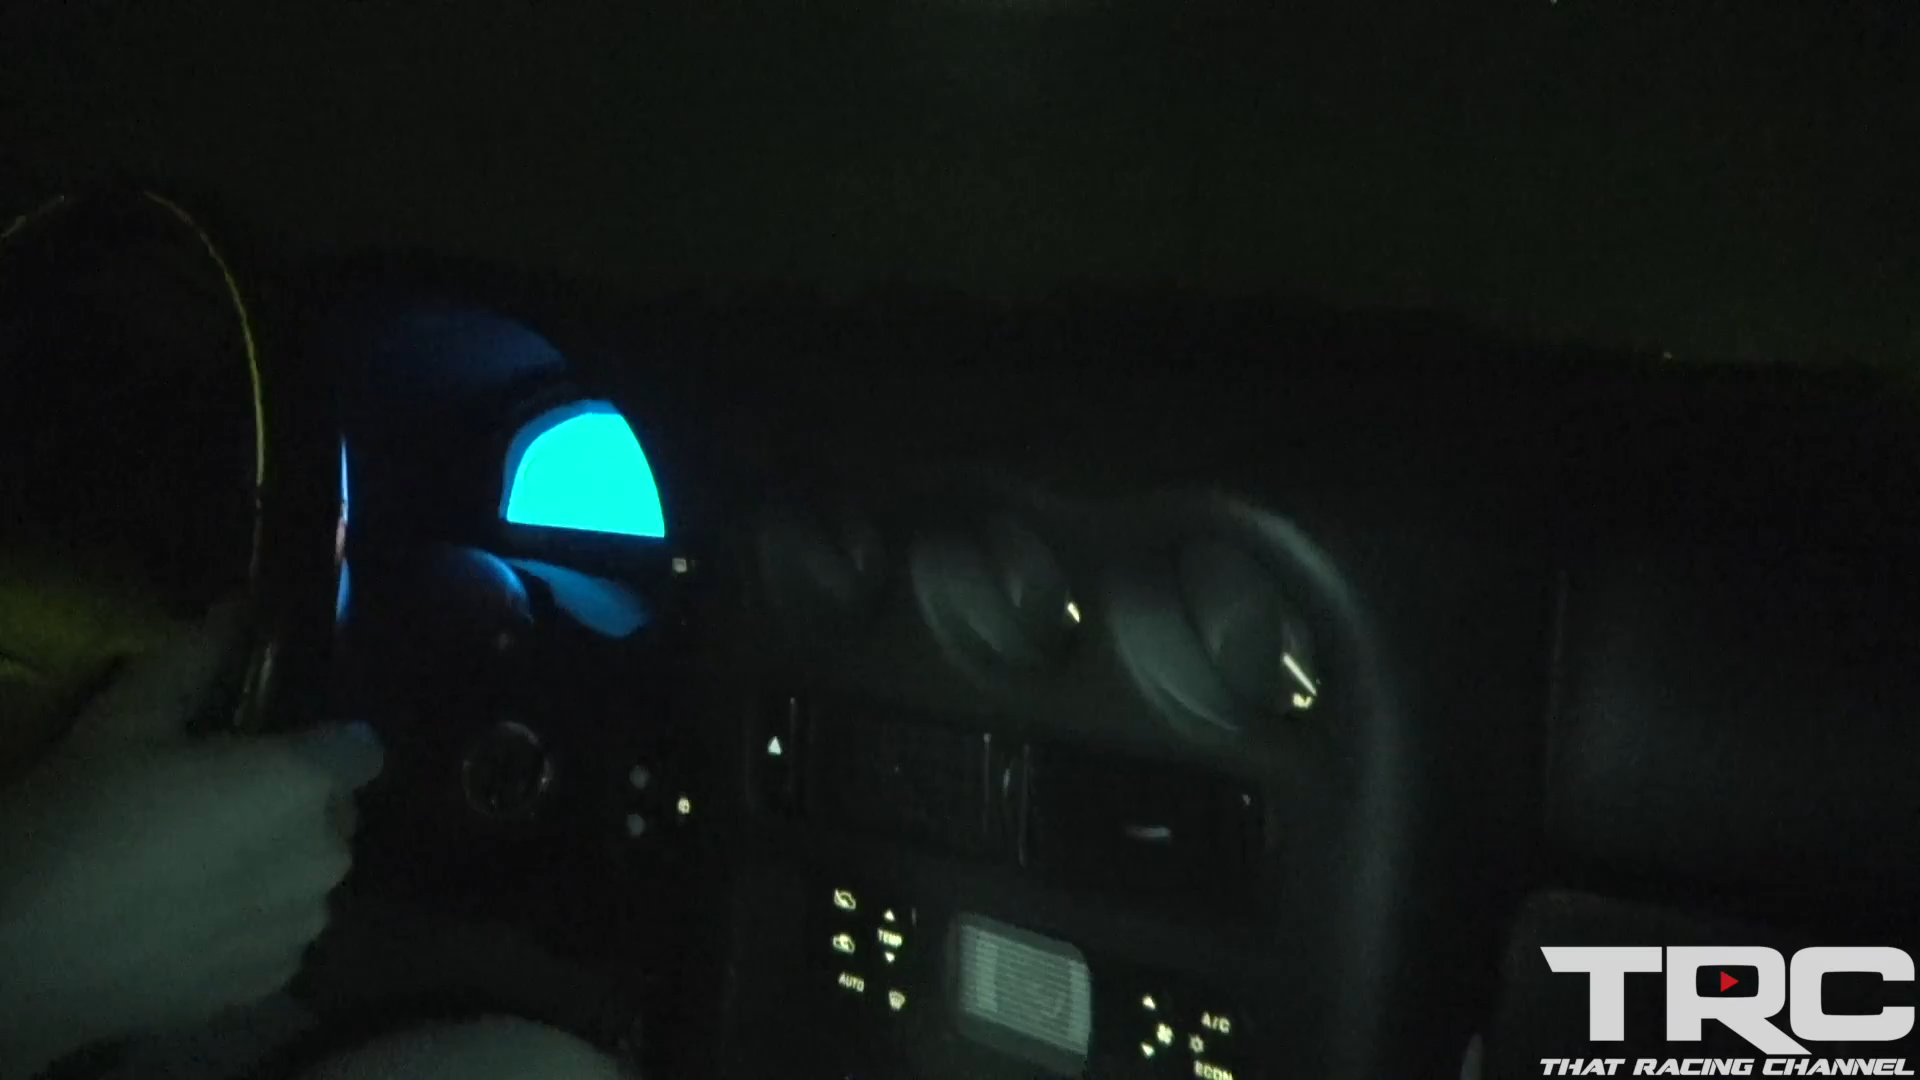 TEMP
AUTO
A/C
ECON
TRC
THAT RACING CHANNEL